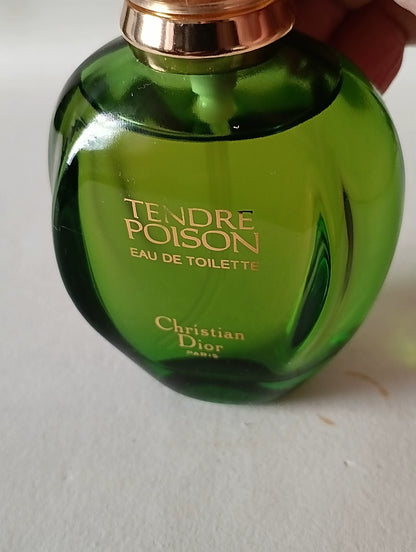 TENDRE
POISON
EAU DE TOILETTE
Christian
Dior
PARIS